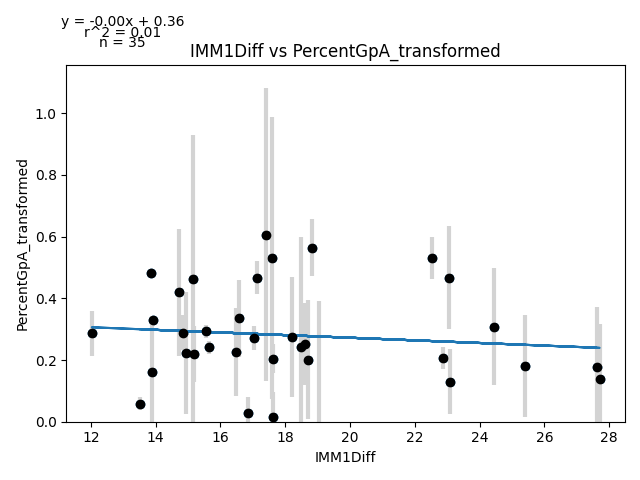 y = -0.00x + 0.36
r^2 = 0.01
n = 35
IMM1Diff vs PercentGpA_transformed
PercentGpA_transformed
1.0
0.8
0.6
0.4
0.2
0.0
12 14 16 18 20 22 24 26 28
IMM1Diff